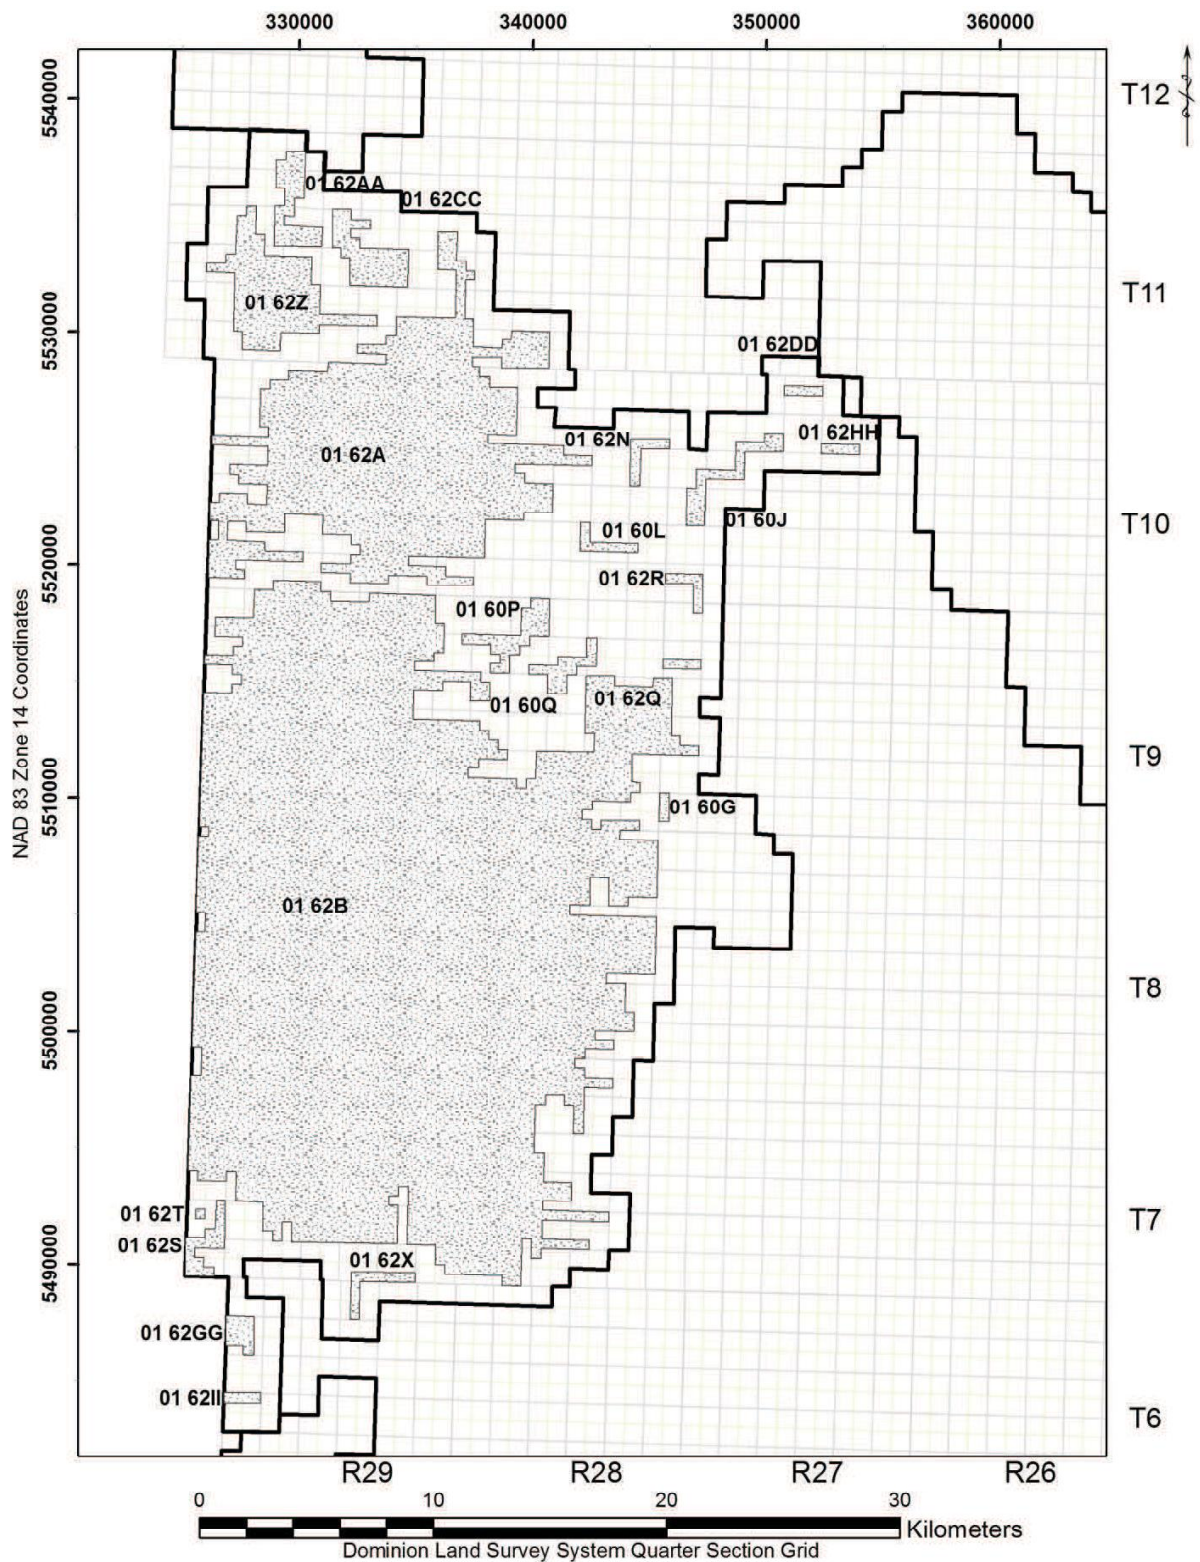 330000 340000 350000 360000
5540000
T12
01 62AA
01 62CC
T11
01 62Z
5530000
01 62DD
01 62N
01 62HH
01 62A
01 60J
T10
01 60L
5520000
01 62R
01 60P
01 62Q
01 60Q
T9
5510000
01 60G
NAD 83 Zone 14 Coordinates
01 62B
T8
5500000
01 62T
T7
01 62S
01 62X
5490000
01 62GG
01 62II
T6
R29 R28 R27 R26
0 10 20 30
Kilometers
Dominion Land Survey System Quarter Section Grid